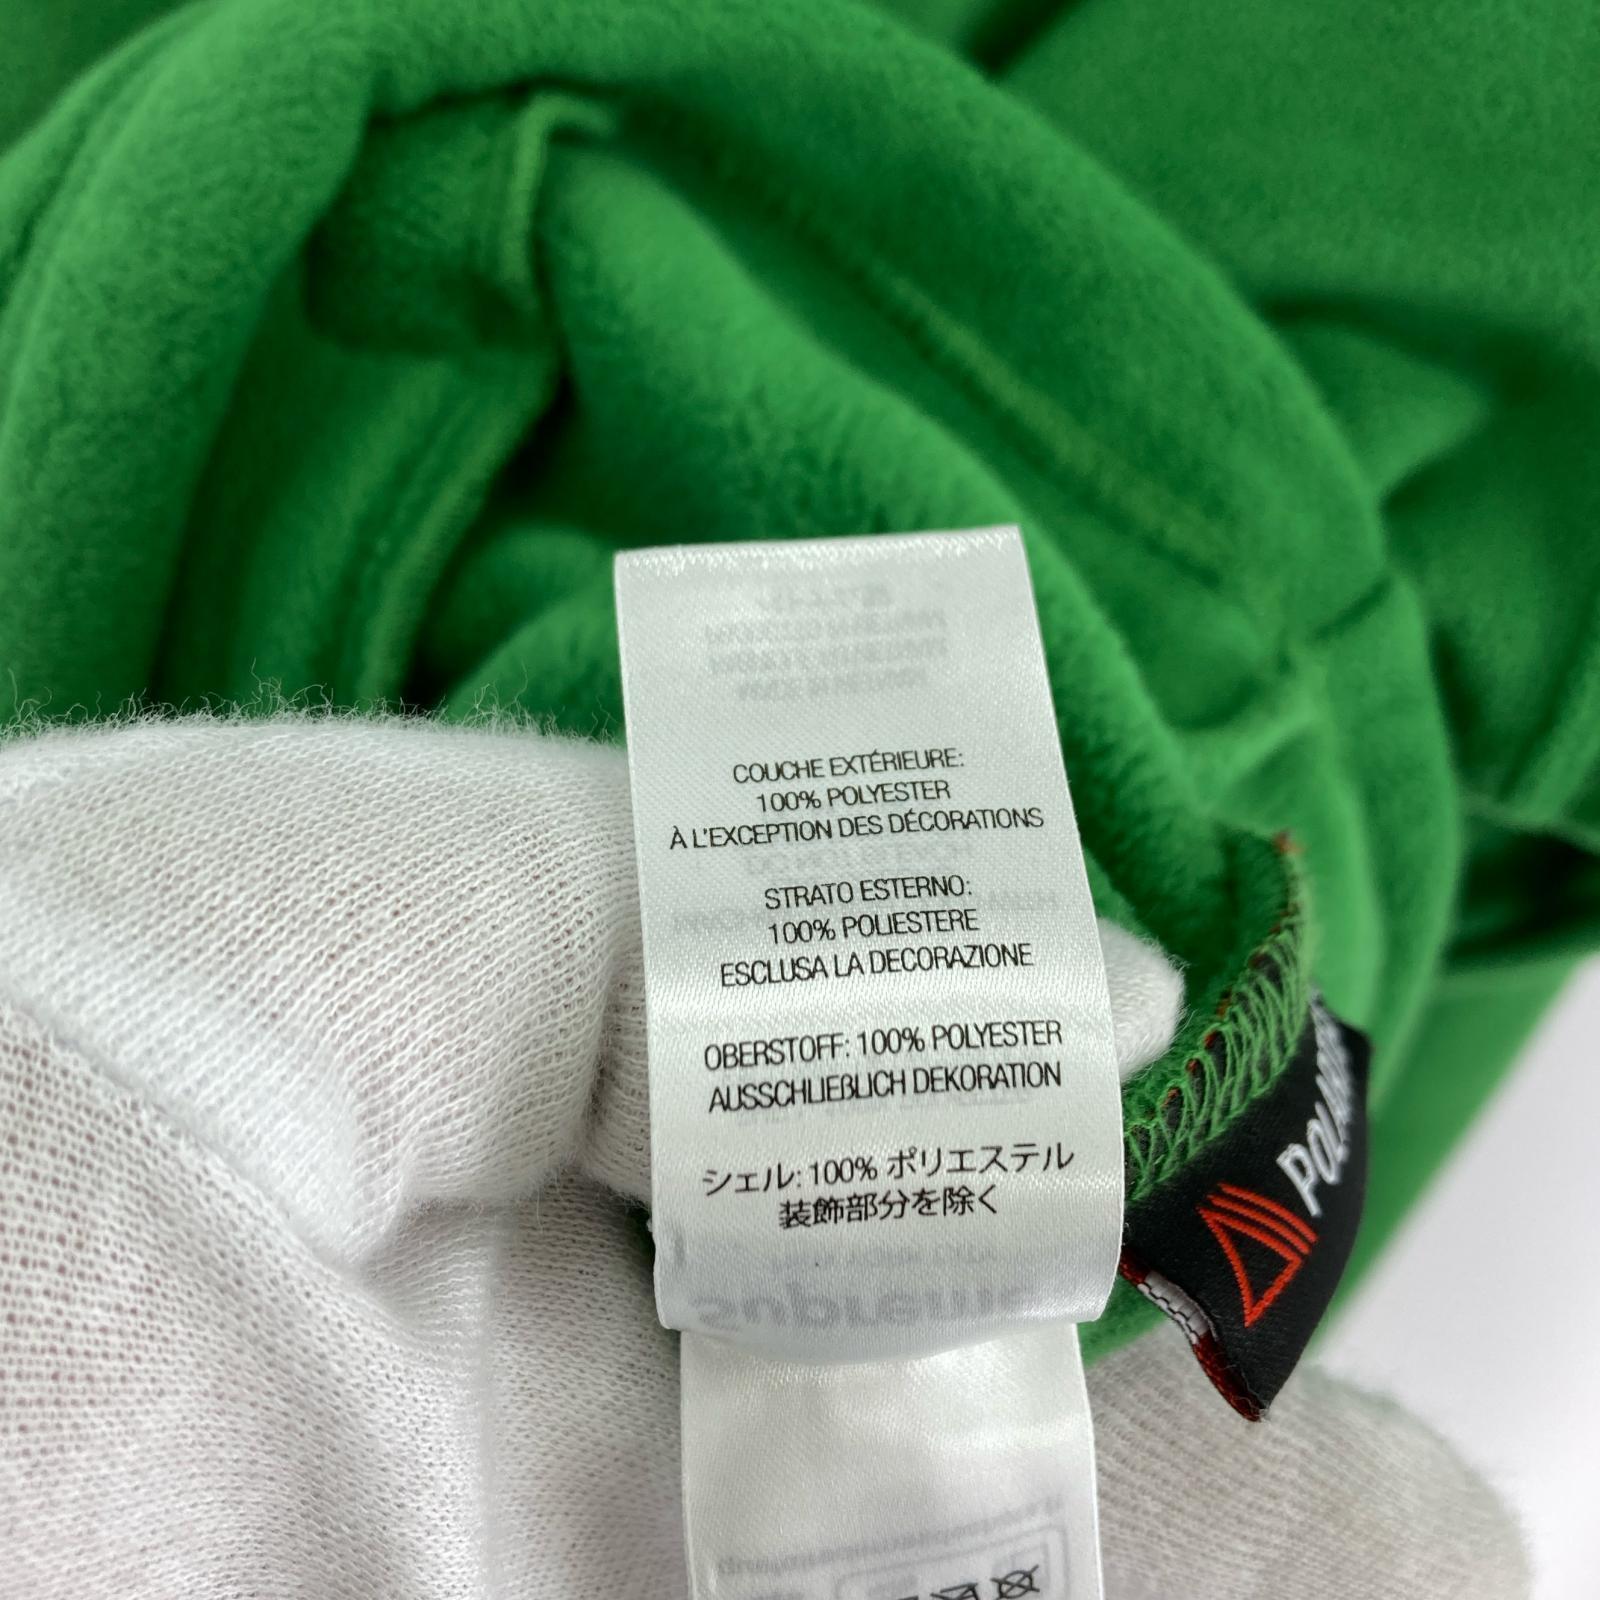 COUCHE EXTÉRIEURE:
100% POLYESTER
À L'EXCEPTION DES DÉCORATIONS
STRATO ESTERNO:
100% POLIESTERE
ESCLUSA LA DECORAZIONE
OBERSTOFF: 100% POLYESTER
AUSSCHLIEßLICH DEKORATION
シェル: 100% ポリエステル
装飾部分を除く
POLAR